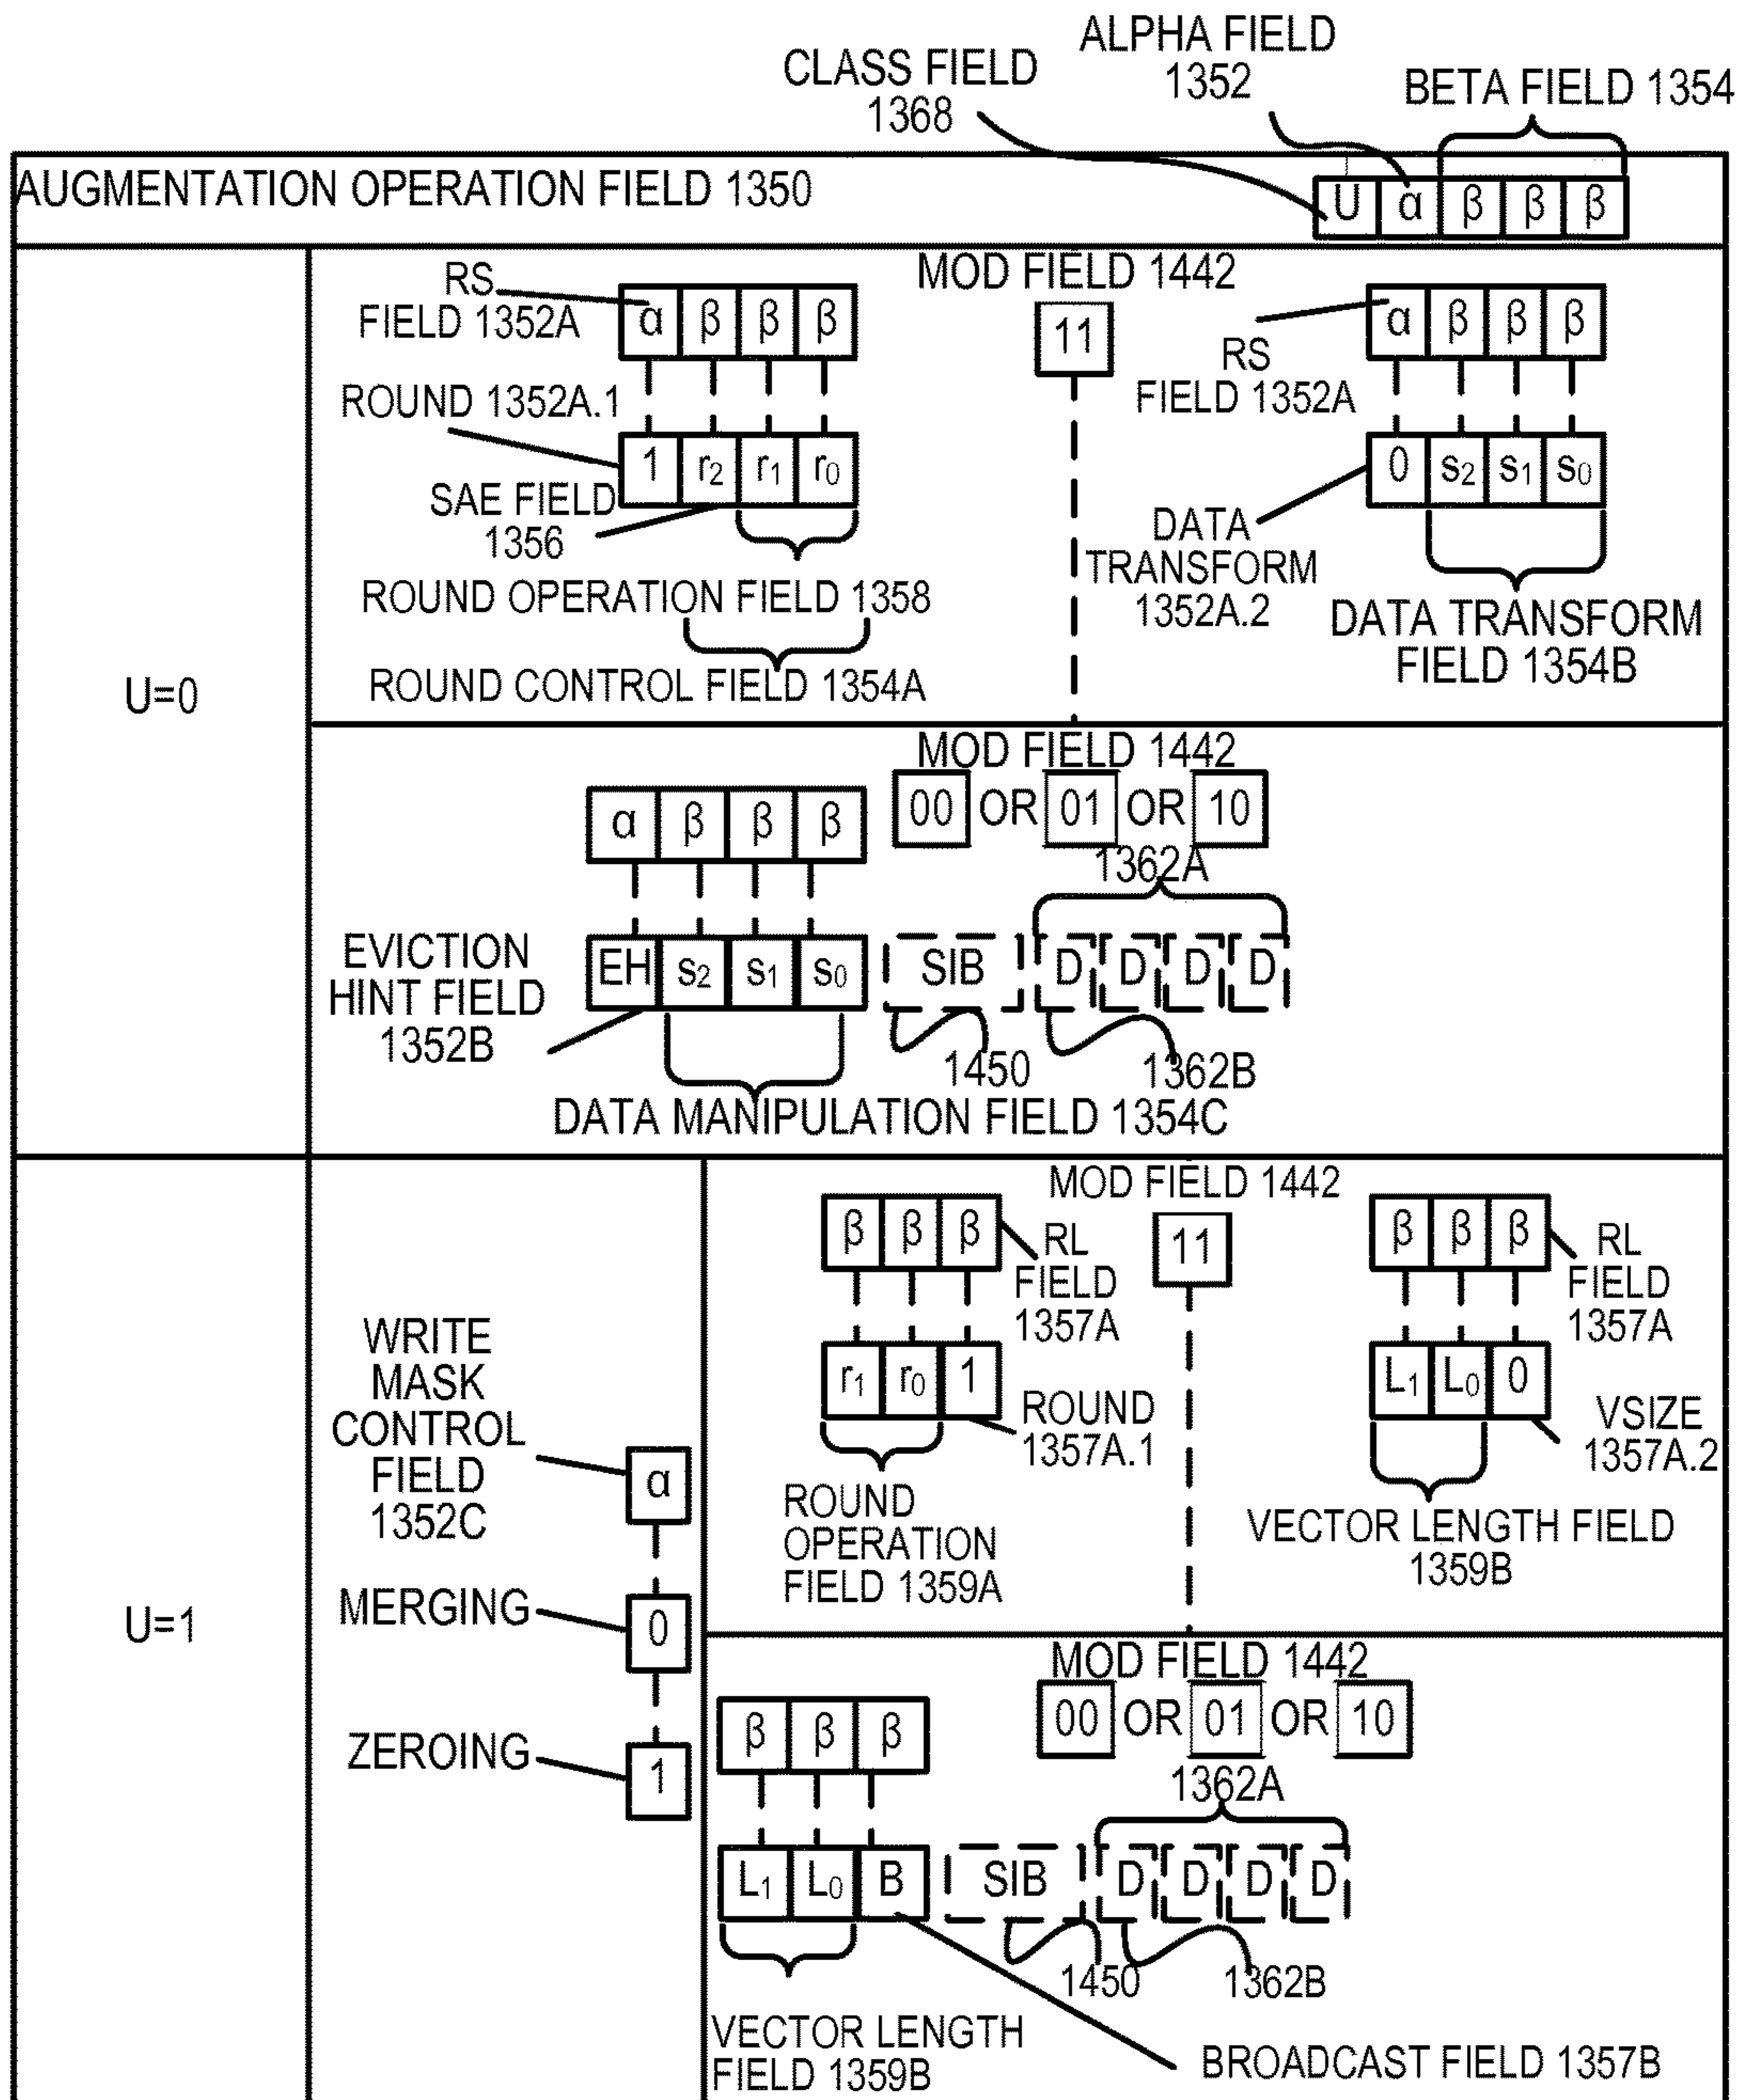 CLASS FIELD
1368
ALPHA FIELD
1352
BETA FIELD 1354
AUGMENTATION OPERATION FIELD 1350
U α β β β
U=0
MOD FIELD 1442
RS
FIELD 1352A
α β β β
11
α β β β
RS
FIELD 1352A
ROUND 1352A.1
1 r2 r1 r0
0 s2 s1 s0
SAE FIELD
1356
DATA
TRANSFORM
1352A.2
ROUND OPERATION FIELD 1358
ROUND CONTROL FIELD 1354A
DATA TRANSFORM
FIELD 1354B
MOD FIELD 1442
00 OR 01 OR 10
α β β β
1362A
EVICTION
HINT FIELD
1352B
EH s2 s1 s0 SIB D D D D
1450
1362B
DATA MANIPULATION FIELD 1354C
U=1
WRITE
MASK
CONTROL
FIELD
1352C
α
MERGING
0
ZEROING
1
MOD FIELD 1442
β β β
RL
FIELD
1357A
11
β β β
RL
FIELD
1357A
r1 r0 1
ROUND
1357A.1
L1 L0 0
VSIZE
1357A.2
ROUND
OPERATION
FIELD 1359A
VECTOR LENGTH FIELD
1359B
MOD FIELD 1442
00 OR 01 OR 10
β β β
1362A
L1 L0 B SIB D D D D
1450
1362B
VECTOR LENGTH
FIELD 1359B
BROADCAST FIELD 1357B